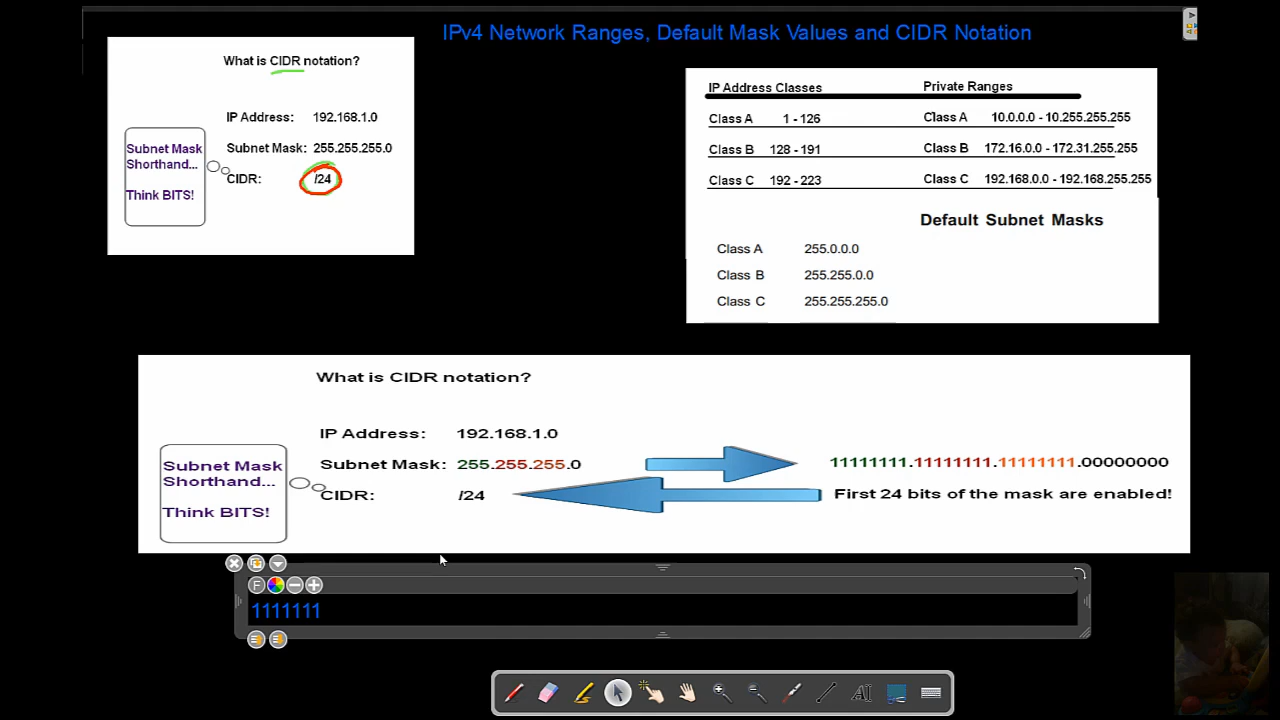 IPv4 Network Ranges, Default Mask Values and CIDR Notation
What is CIDR notation?
IP Address: 192.168.1.0
Subnet Mask: 255.255.255.0
CIDR: /24
Subnet Mask
Shorthand...
Think BITS!
IP Address Classes Private Ranges
Class A 1 - 126 Class A 10.0.0.0 - 10.255.255.255
Class B 128 - 191 Class B 172.16.0.0 - 172.31.255.255
Class C 192 - 223 Class C 192.168.0.0 - 192.168.255.255
Default Subnet Masks
Class A 255.0.0.0
Class B 255.255.0.0
Class C 255.255.255.0
What is CIDR notation?
IP Address: 192.168.1.0
Subnet Mask: 255.255.255.0 11111111.11111111.11111111.00000000
CIDR: /24 First 24 bits of the mask are enabled!
Subnet Mask
Shorthand...
Think BITS!
F
1111111
AI